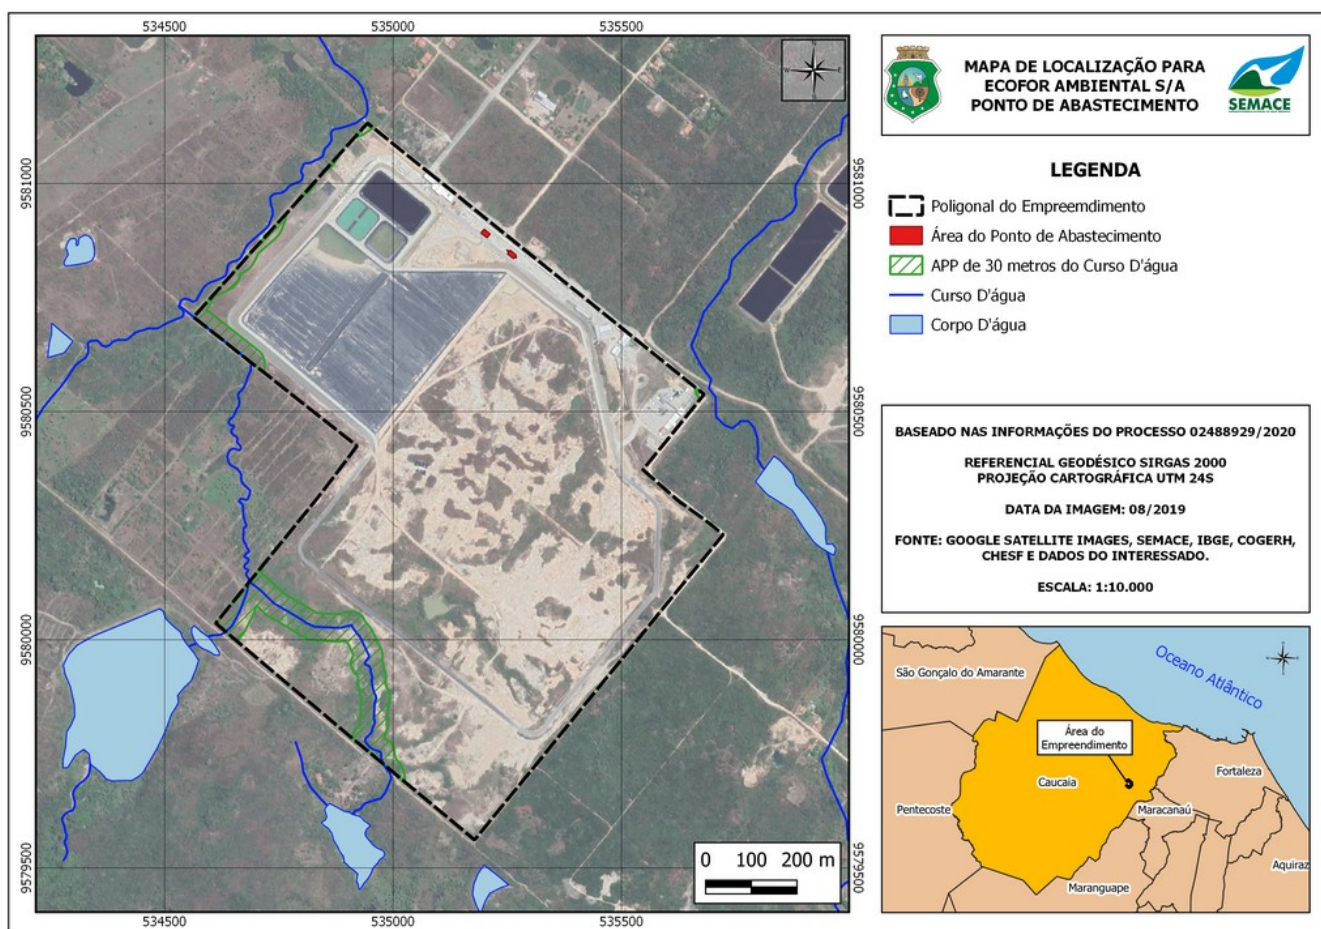 534500
535000
535500
9581000
9580500
9580000
9579500
9581000
9580500
9580000
9579500
534500
535000
535500
0 100 200 m
MAPA DE LOCALIZAÇÃO PARA
ECOFOR AMBIENTAL S/A
PONTO DE ABASTECIMENTO
SEMACE
LEGENDA
Poligonal do Empreemdimento
Área do Ponto de Abastecimento
APP de 30 metros do Curso D'água
Curso D'água
Corpo D'água
BASEADO NAS INFORMAÇÕES DO PROCESSO 02488929/2020
REFERENCIAL GEODÉSICO SIRGAS 2000
PROJEÇÃO CARTOGRÁFICA UTM 24S
DATA DA IMAGEM: 08/2019
FONTE: GOOGLE SATELLITE IMAGES, SEMACE, IBGE, COGERH,
CHESF E DADOS DO INTERESSADO.
ESCALA: 1:10.000
São Gonçalo do Amarante
Oceano Atlântico
Área do
Empreendimento
Caucaia
Fortaleza
Pentecoste
Maracanaú
Aquiraz
Maranguape